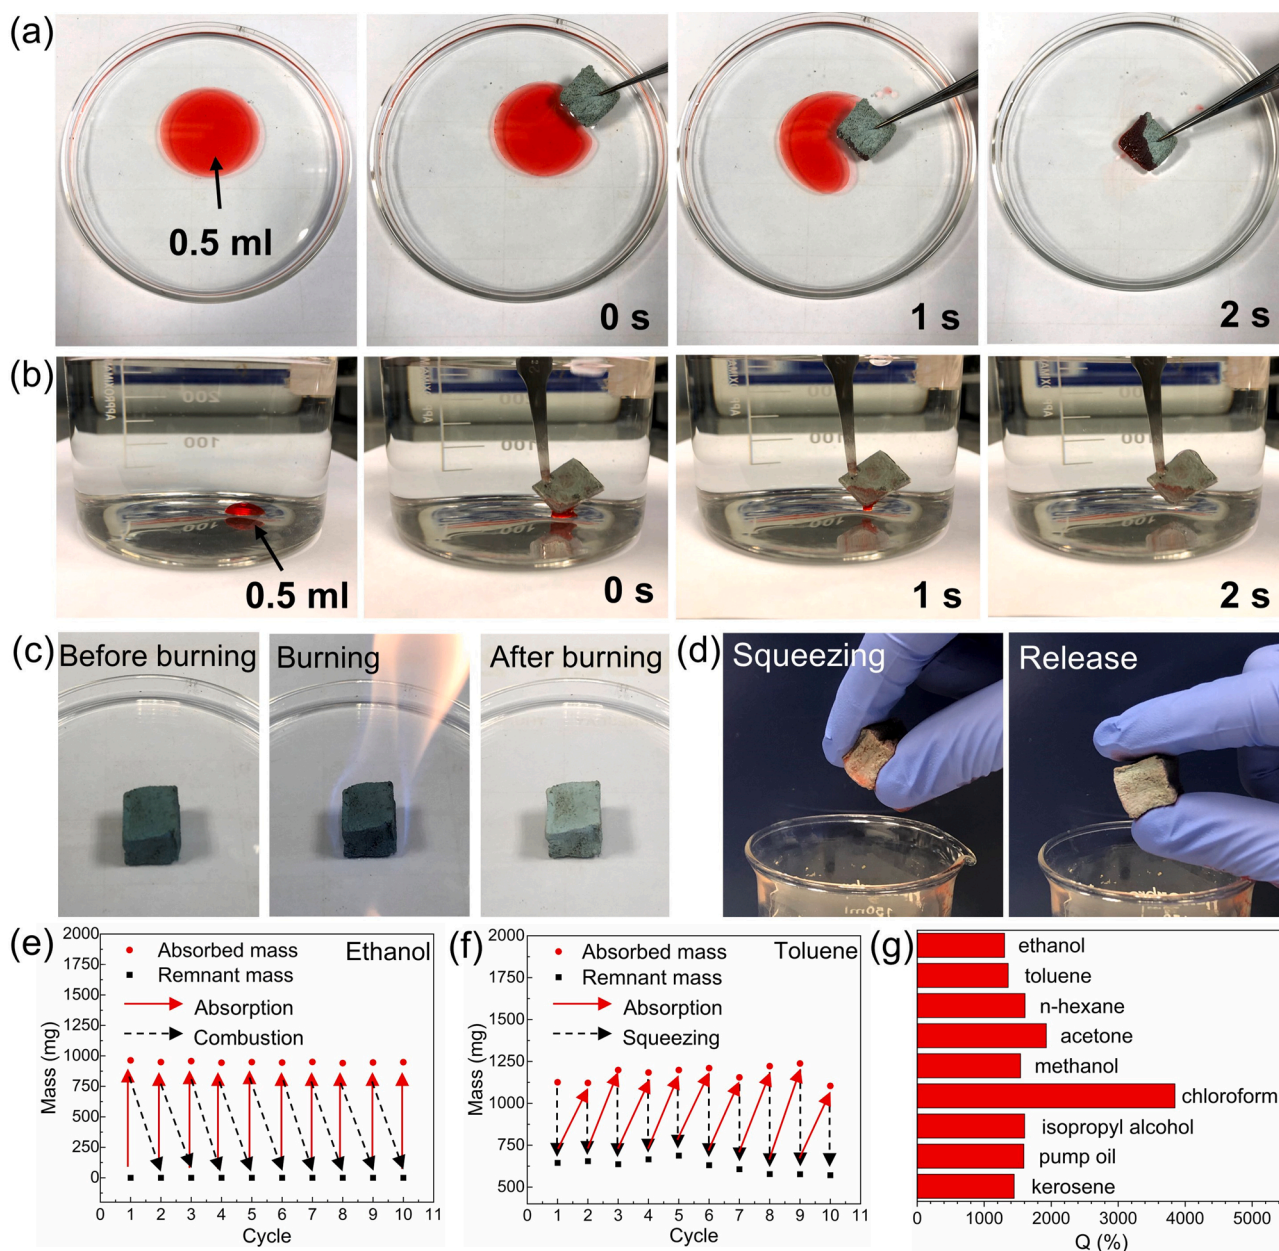 (a)
0.5 ml
0 s
1 s
2 s
(b)
200
100
100
0.5 ml
0 s
1 s
2 s
(c)
Before burning
Burning
After burning
(d)
Squeezing
Release
150ml
(e)
2000
1750
1500
1250
1000
750
500
250
0
Mass (mg)
Absorbed mass
Remnant mass
Absorption
Combustion
Ethanol
0 1 2 3 4 5 6 7 8 9 10 11
Cycle
(f)
2000
1750
1500
1250
1000
750
500
Mass (mg)
Absorbed mass
Remnant mass
Absorption
Squeezing
Toluene
0 1 2 3 4 5 6 7 8 9 10 11
Cycle
(g)
ethanol
toluene
n-hexane
acetone
methanol
chloroform
isopropyl alcohol
pump oil
kerosene
0 1000 2000 3000 4000 5000
Q (%)